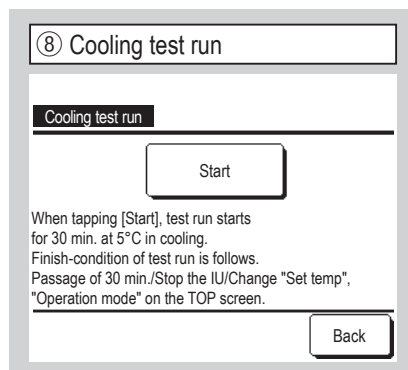 ⑧ Cooling test run
Cooling test run
Start
When tapping [Start], test run starts
for 30 min. at 5°C in cooling.
Finish-condition of test run is follows.
Passage of 30 min./Stop the IU/Change "Set temp",
"Operation mode" on the TOP screen.
Back